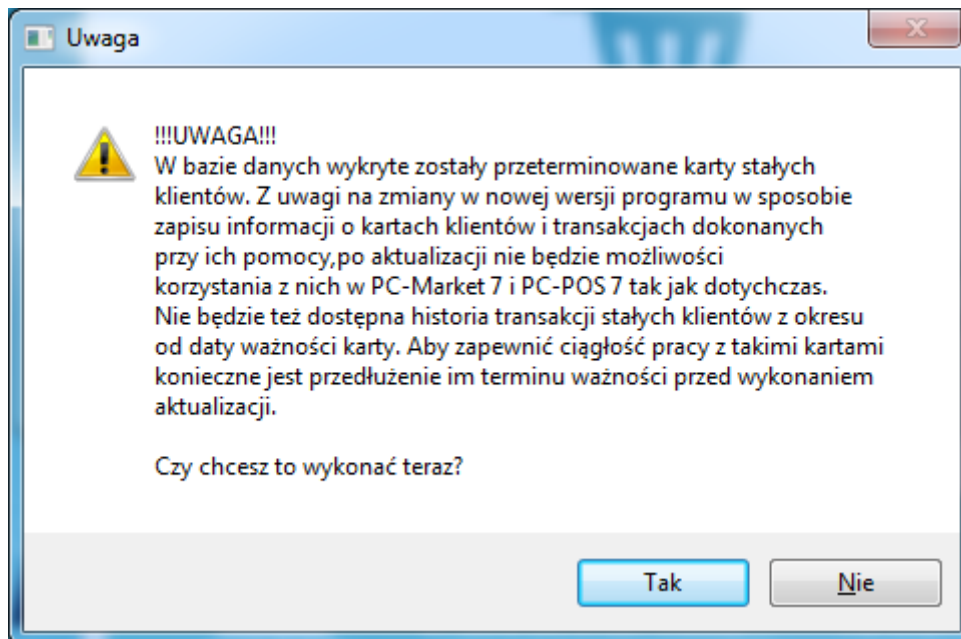 Uwaga
!!!UWAGA!!!
W bazie danych wykryte zostały przeterminowane karty stałych
klientów. Z uwagi na zmiany w nowej wersji programu w sposobie
zapisu informacji o kartach klientów i transakcjach dokonanych
przy ich pomocy,po aktualizacji nie będzie możliwości
korzystania z nich w PC-Market 7 i PC-POS 7 tak jak dotychczas.
Nie będzie też dostępna historia transakcji stałych klientów z okresu
od daty ważności karty. Aby zapewnić ciągłość pracy z takimi kartami
konieczne jest przedłużenie im terminu ważności przed wykonaniem
aktualizacji.
Czy chcesz to wykonać teraz?
Tak Nie